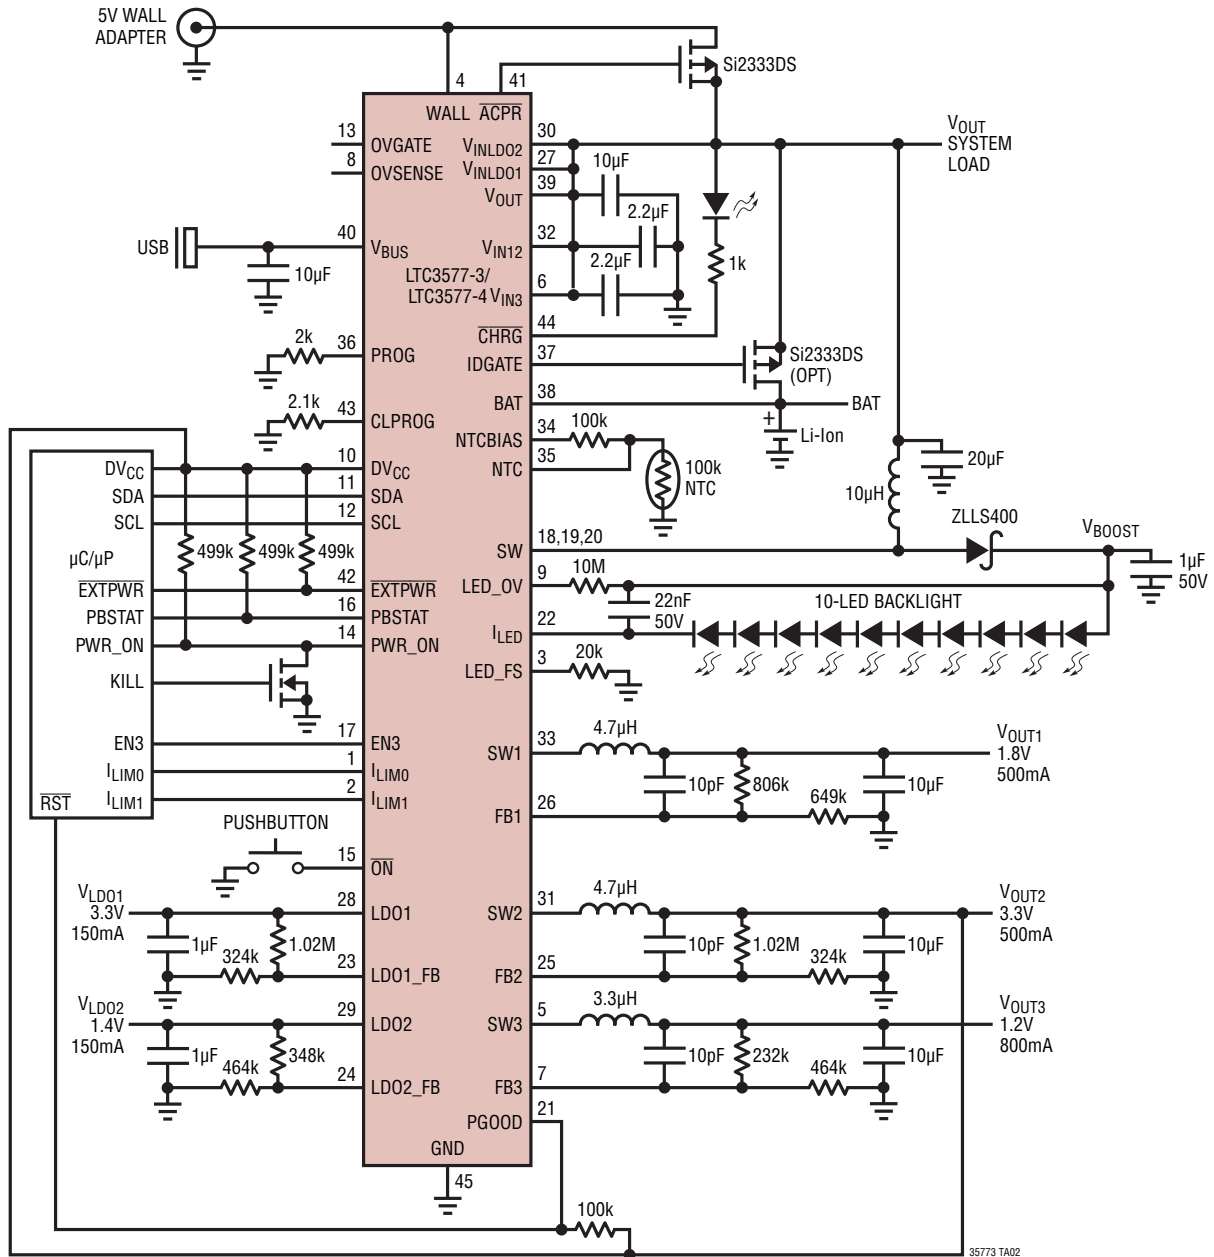 5V WALL
ADAPTER
Si2333DS
4
41
WALL
ACPR
13
OVGATE
8
OVSENSE
VINLDO2
30
VINLDO1
27
VOUT
39
10µF
2.2µF
2.2µF
VOUT
SYSTEM
LOAD
USB
40
VBUS
10µF
VIN12
32
LTC3577-3/
LTC3577-4
VIN3
6
1k
CHRG
44
2k
36
PROG
IDGATE
37
Si2333DS
(OPT)
2.1k
43
CLPROG
BAT
38
BAT
Li-Ion
+
NTCBIAS
34
100k
NTC
35
100k
NTC
20µF
10µH
DVCC
10
DVCC
SDA
11
SDA
SCL
12
SCL
µC/µP
499k
499k
499k
SW
18,19,20
ZLLS400
VBOOST
1µF
50V
EXTPWR
42
EXTPWR
LED_OV
9
10M
22nF
50V
10-LED BACKLIGHT
PBSTAT
16
PBSTAT
ILED
22
PWR_ON
14
PWR_ON
LED_FS
3
20k
KILL
EN3
17
EN3
ILIM0
1
ILIM0
ILIM1
2
ILIM1
RST
SW1
33
4.7µH
10pF
806k
649k
10µF
VOUT1
1.8V
500mA
FB1
26
PUSHBUTTON
15
ON
VLDO1
3.3V
150mA
28
LDO1
1µF
324k
1.02M
23
LDO1_FB
SW2
31
4.7µH
10pF
1.02M
324k
10µF
VOUT2
3.3V
500mA
FB2
25
VLDO2
1.4V
150mA
29
LDO2
1µF
464k
348k
24
LDO2_FB
SW3
5
3.3µH
10pF
232k
464k
10µF
VOUT3
1.2V
800mA
FB3
7
PGOOD
21
GND
45
100k
35773 TA02